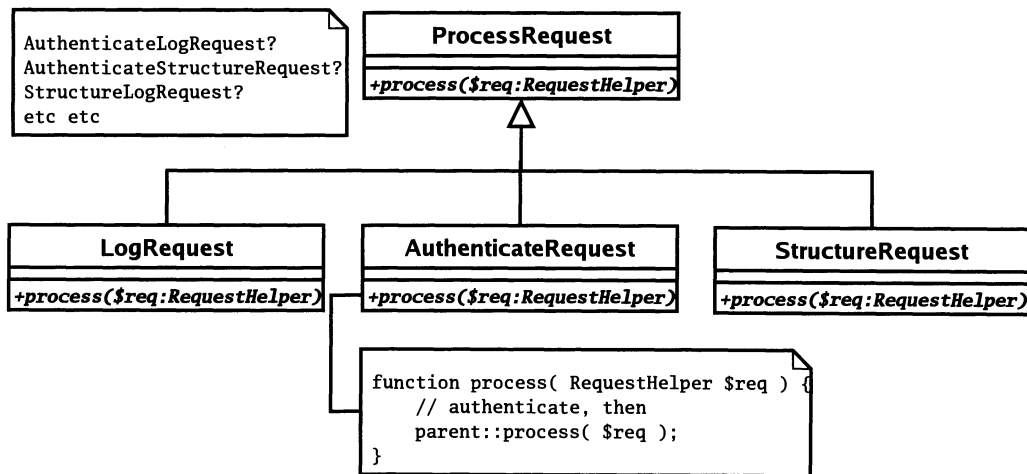 AuthenticateLogRequest?
AuthenticateStructureRequest?
StructureLogRequest?
etc etc
ProcessRequest
+process($req:RequestHelper)
LogRequest
+process($req:RequestHelper)
AuthenticateRequest
+process($req:RequestHelper)
StructureRequest
+process($req:RequestHelper)
function process( RequestHelper $req ) {
    // authenticate, then
    parent::process( $req );
}